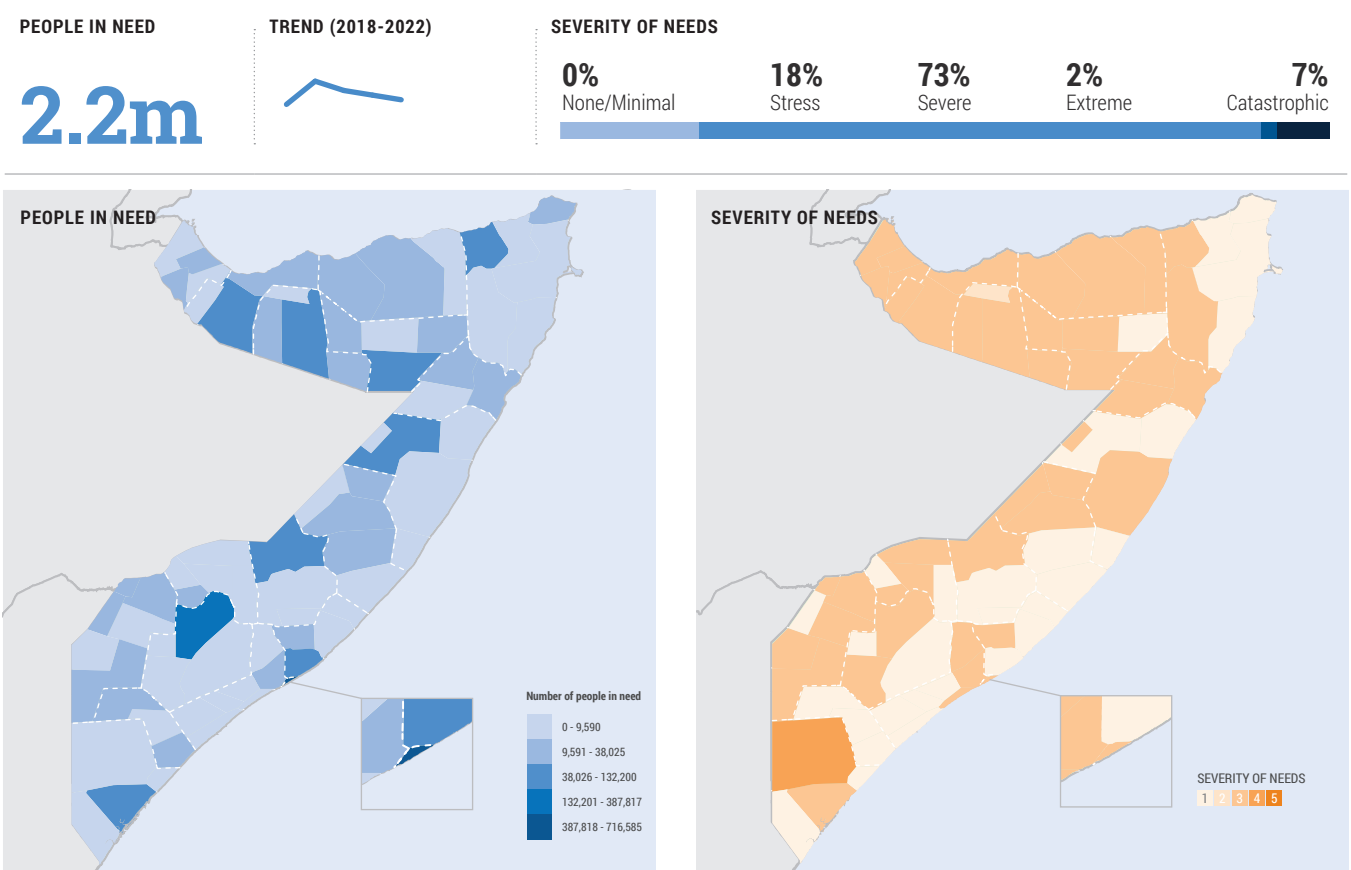 PEOPLE IN NEED
2.2m
TREND (2018-2022)
SEVERITY OF NEEDS
0%
None/Minimal
18%
Stress
73%
Severe
2%
Extreme
7%
Catastrophic
PEOPLE IN NEED
Number of people in need
0 - 9,590
9,591 - 38,025
38,026 - 132,200
132,201 - 387,817
387,818 - 716,585
SEVERITY OF NEEDS
SEVERITY OF NEEDS
1 2 3 4 5